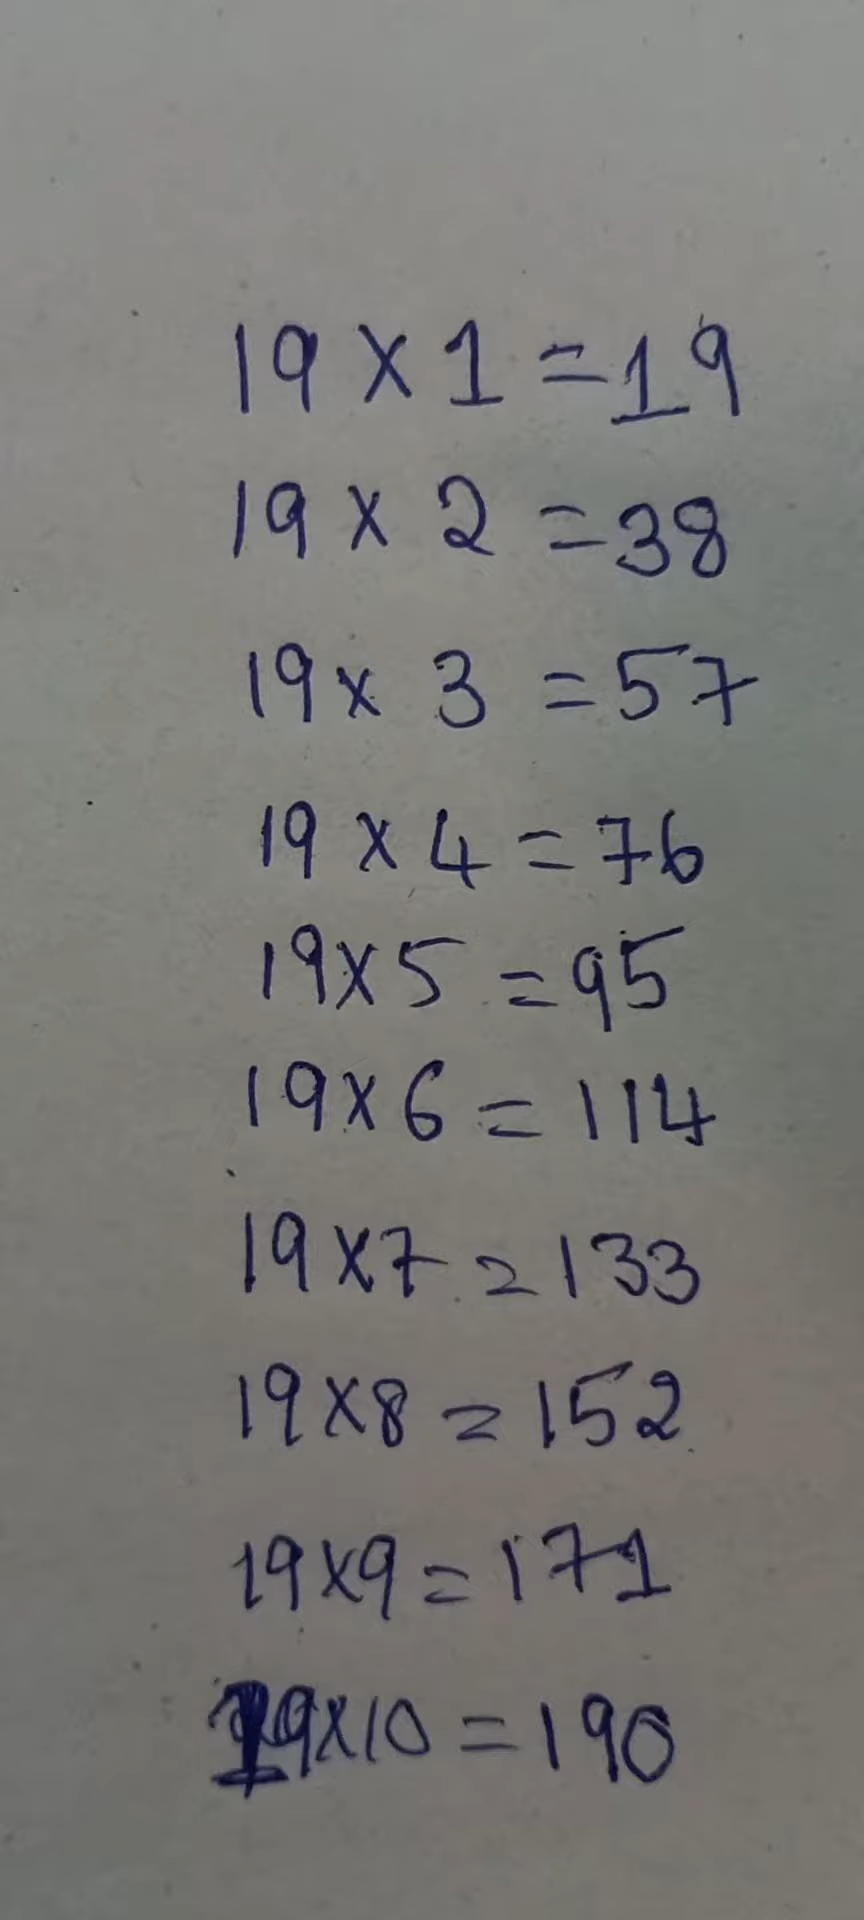 19 × 1 = 19
19 × 2 = 38
19 × 3 = 57
19 × 4 = 76
19 × 5 = 95
19 × 6 = 114
19 × 7 = 133
19 × 8 = 152
19 × 9 = 171
19 × 10 = 190